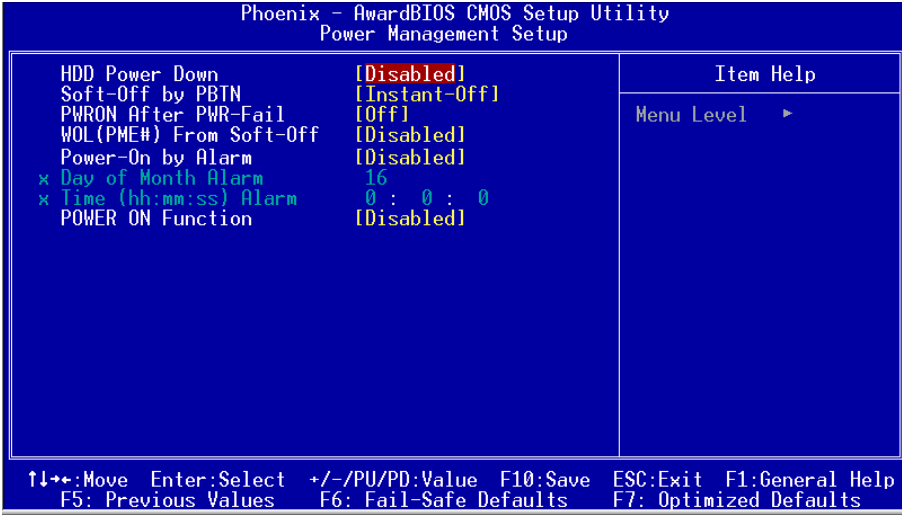 Phoenix - AwardBIOS CMOS Setup Utility
Power Management Setup
HDD Power Down [Disabled]
Soft-Off by PBTN [Instant-Off]
PWRON After PWR-Fail [Off]
WOL(PME#) From Soft-Off [Disabled]
Power-On by Alarm [Disabled]
x Day of Month Alarm 16
x Time (hh:mm:ss) Alarm 0 : 0 : 0
POWER ON Function [Disabled]
Item Help
Menu Level ►
↑↓→←:Move Enter:Select +/-/PU/PD:Value F10:Save ESC:Exit F1:General Help
F5: Previous Values F6: Fail-Safe Defaults F7: Optimized Defaults